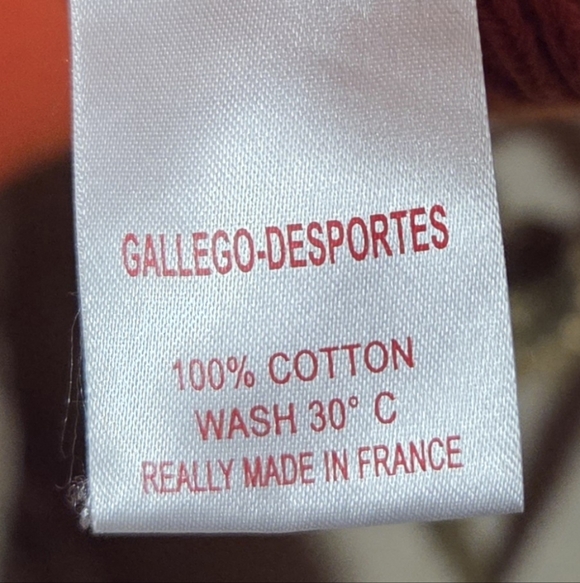 GALLEGO-DESPORTES
100% COTTON
WASH 30° C
REALLY MADE IN FRANCE